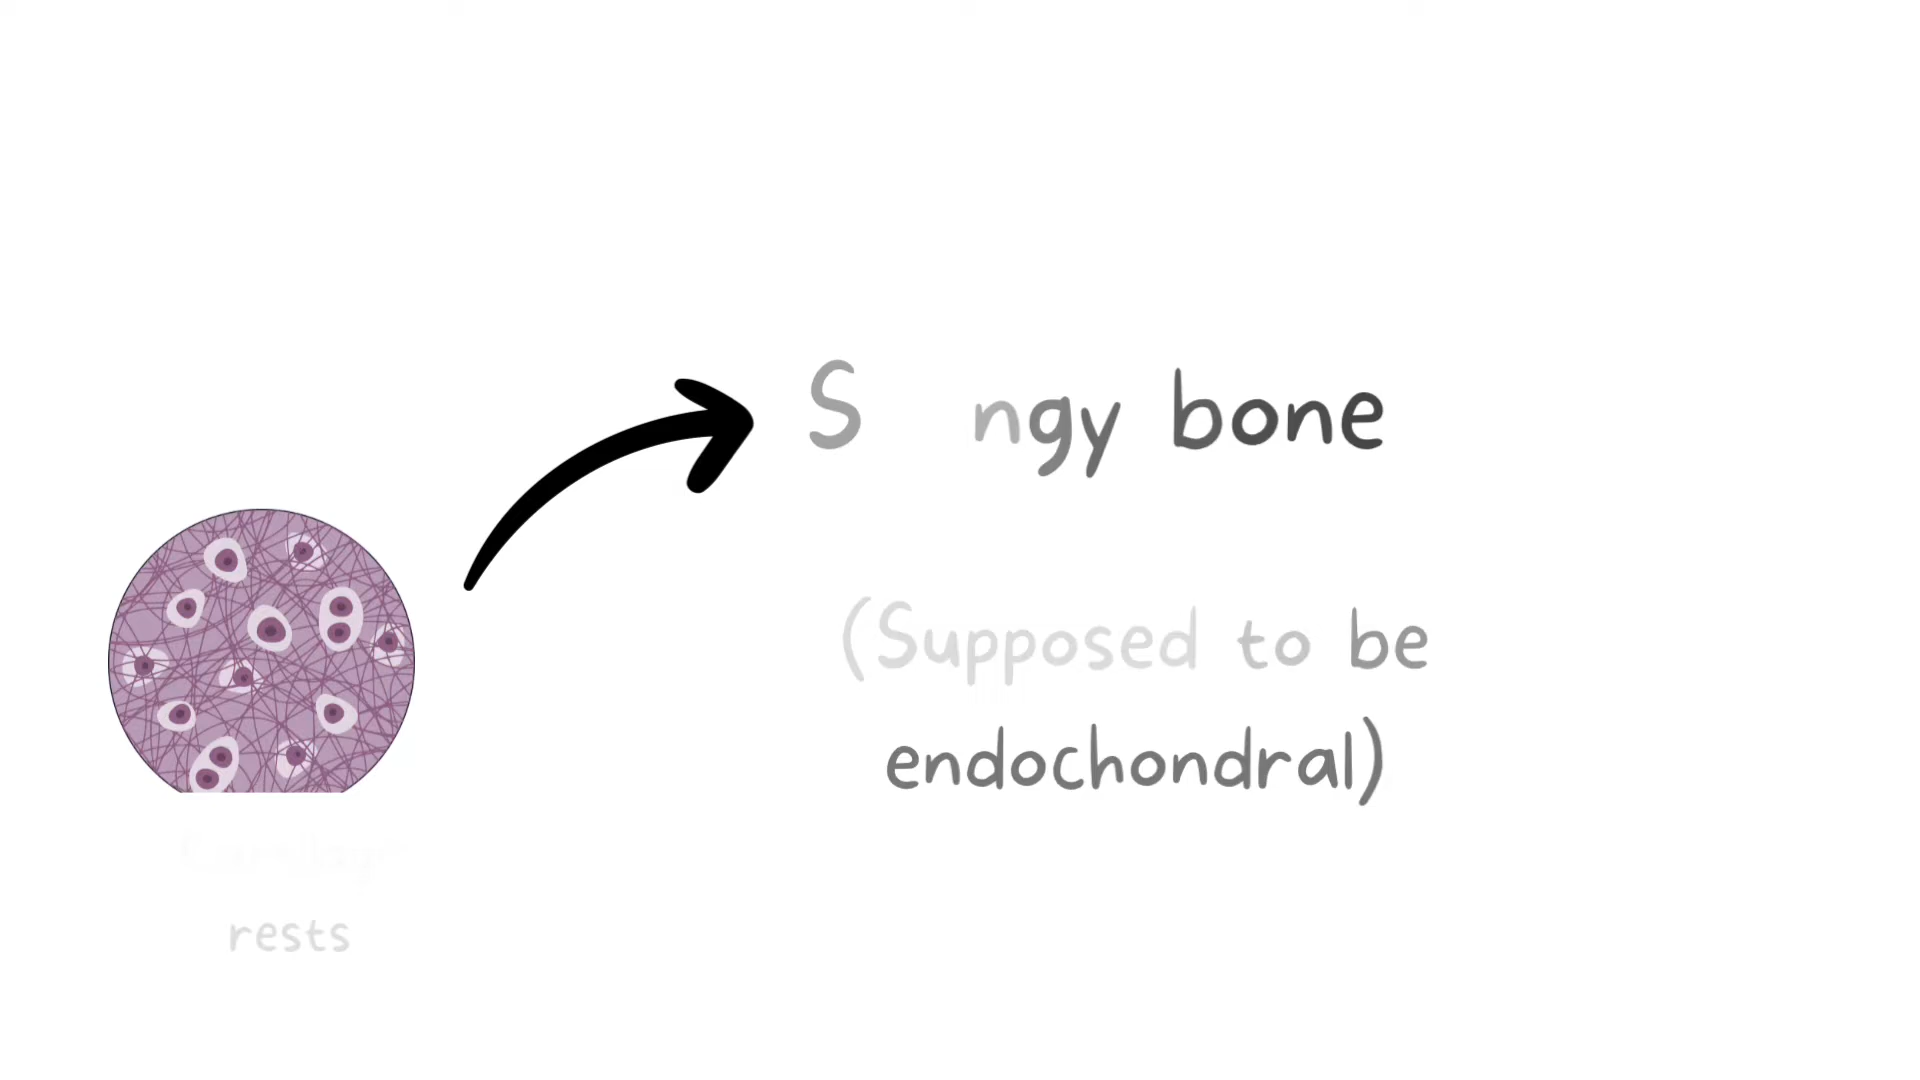 S ngy bone
(Supposed to be
endochondral)
rests